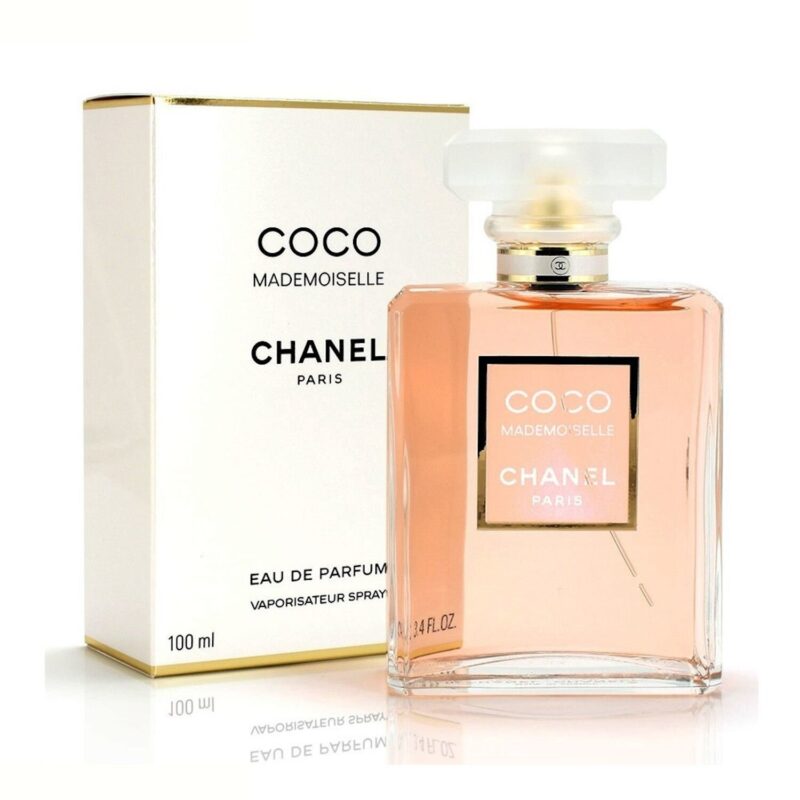 COCO
MADEMOISELLE
CHANEL
PARIS
EAU DE PARFUM
VAPORISATEUR SPRAY
100 ml
COCO
MADEMOISELLE
CHANEL
PARIS
3.4 FL.OZ.